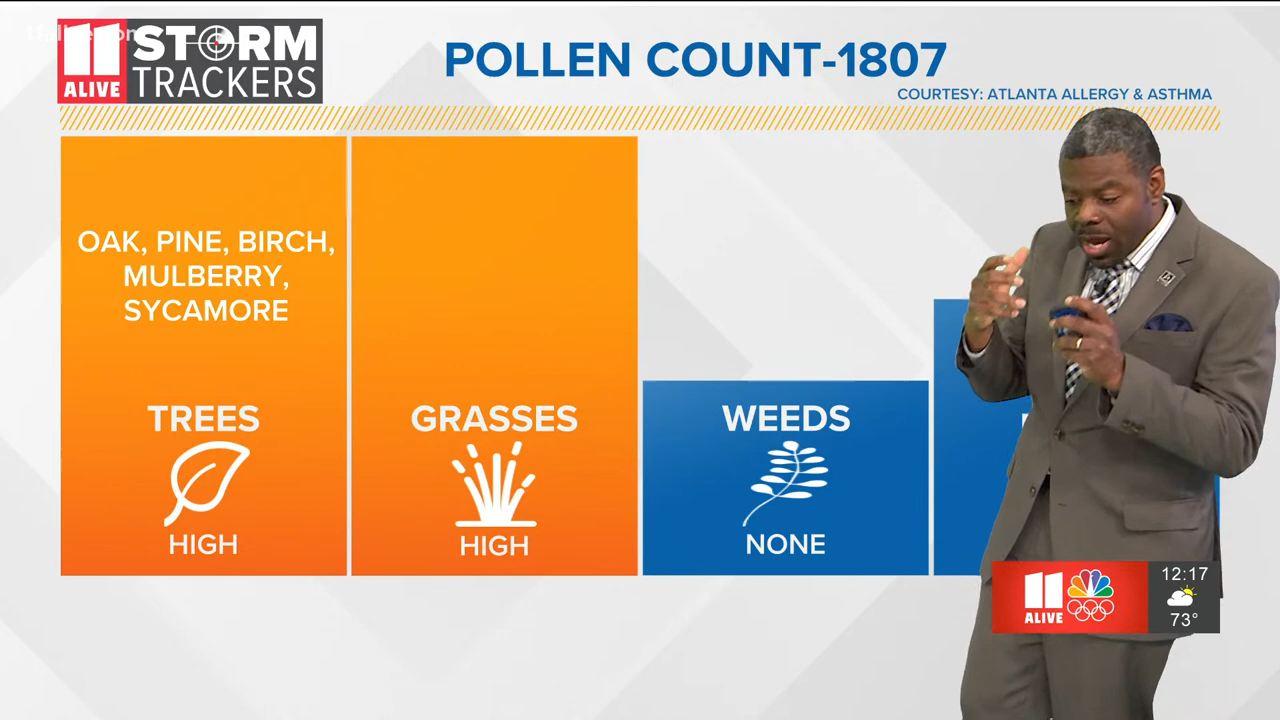 11
ALIVE
STORM
TRACKERS
POLLEN COUNT-1807
COURTESY: ATLANTA ALLERGY & ASTHMA
OAK, PINE, BIRCH,
MULBERRY,
SYCAMORE
TREES
HIGH
GRASSES
HIGH
WEEDS
NONE
11
ALIVE
12:17
73°